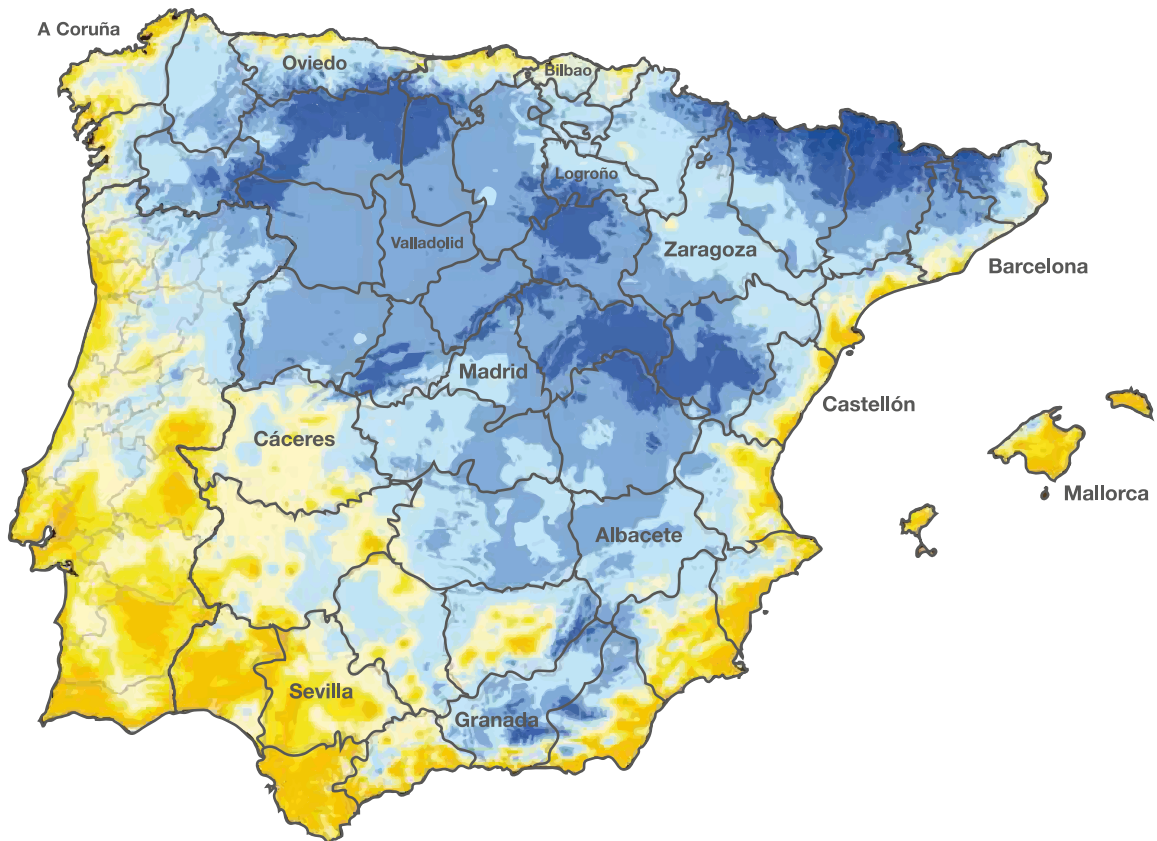 A Coruña
Oviedo
Bilbao
Logroño
Valladolid
Zaragoza
Barcelona
Madrid
Castellón
Cáceres
Mallorca
Albacete
Sevilla
Granada